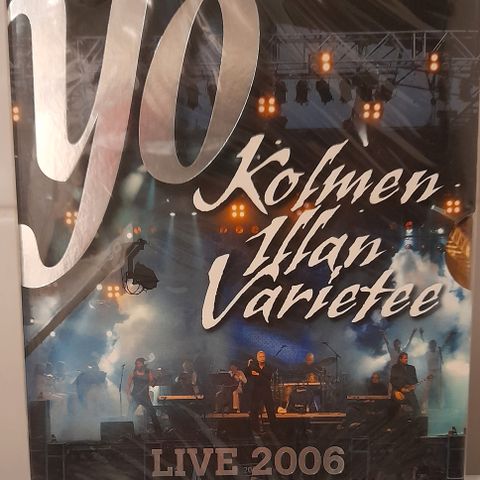 yo
Kolmen
Illan
Varietee
LIVE 2006